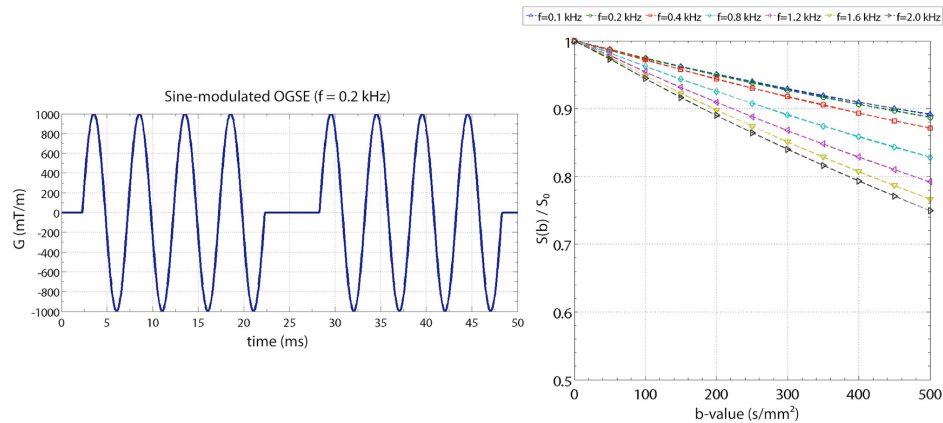 f=0.1 kHz f=0.2 kHz f=0.4 kHz f=0.8 kHz f=1.2 kHz f=1.6 kHz f=2.0 kHz
Sine-modulated OGSE (f = 0.2 kHz)
1000
800
600
400
200
0
-200
-400
-600
-800
-1000
G (mT/m)
0 5 10 15 20 25 30 35 40 45 50
time (ms)
1
0.9
0.8
0.7
0.6
0.5
S(b) / S₀
0 100 200 300 400 500
b-value (s/mm²)